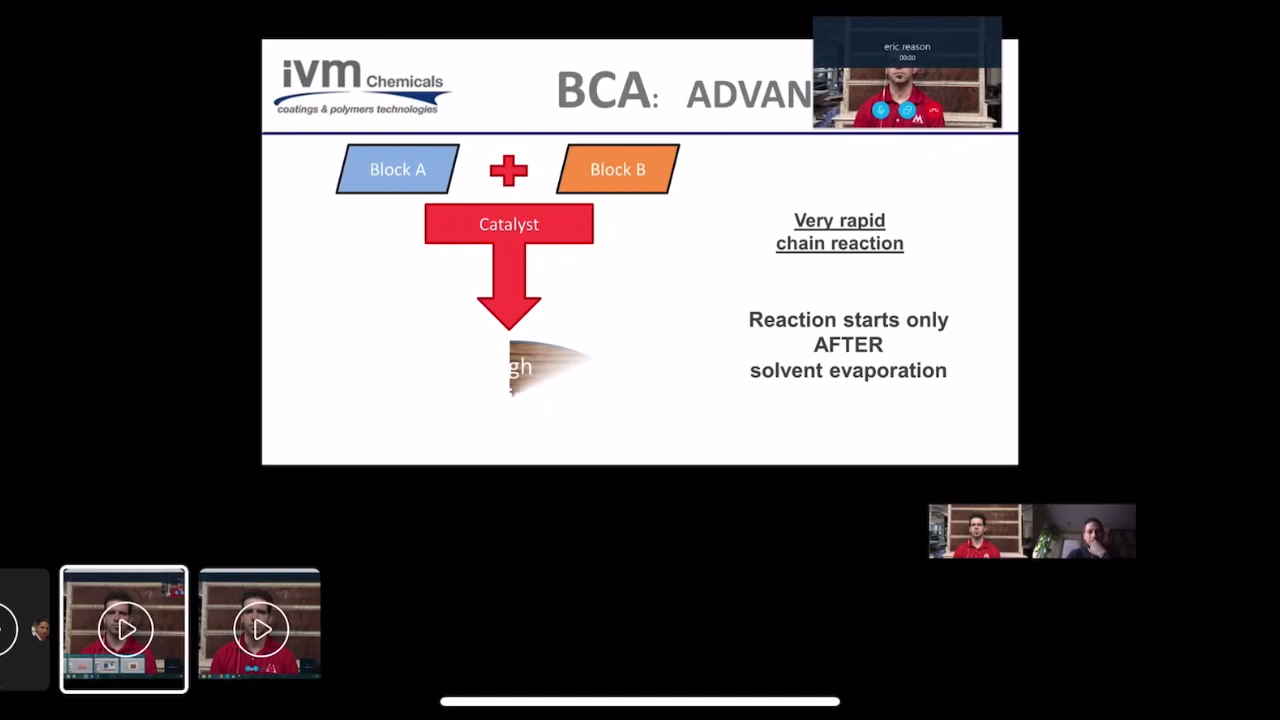 ivm Chemicals
coatings & polymers technologies
BCA: ADVAN
eric reason
00:00
Block A
Block B
Catalyst
Very rapid
chain reaction
Reaction starts only
AFTER
solvent evaporation
gh